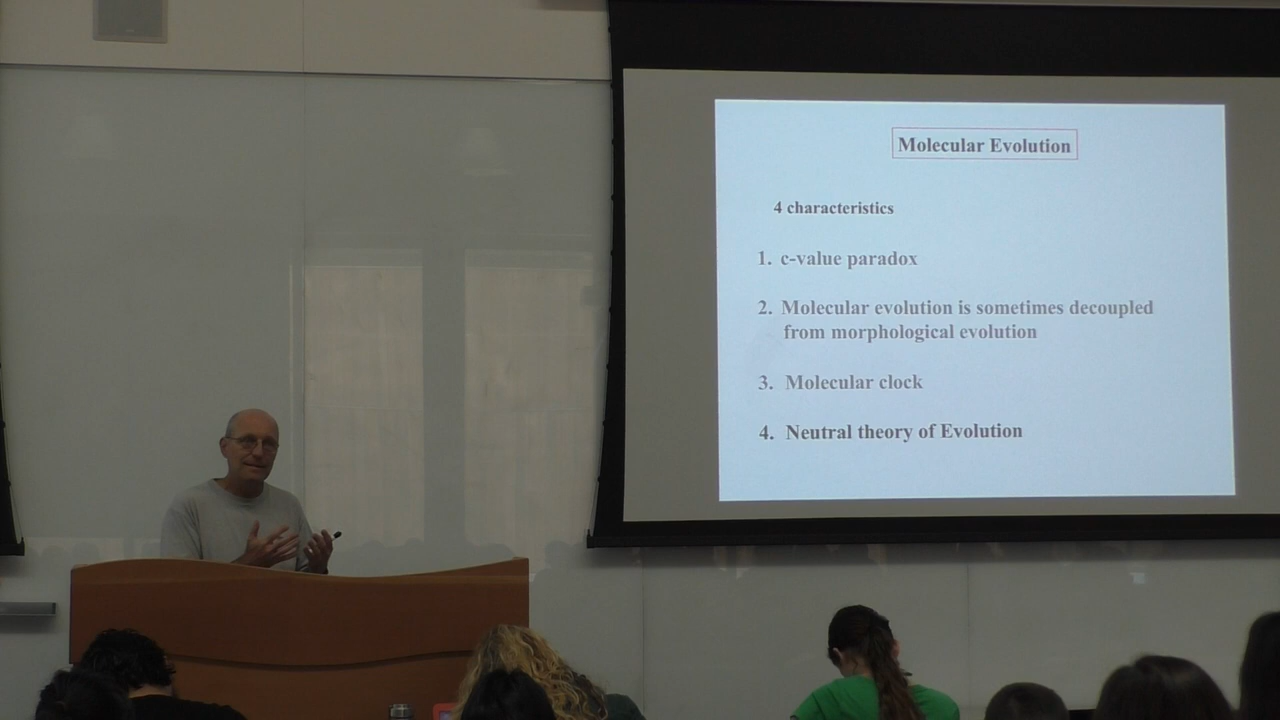 Molecular Evolution
4 characteristics
1. c-value paradox
2. Molecular evolution is sometimes decoupled
from morphological evolution
3. Molecular clock
4. Neutral theory of Evolution